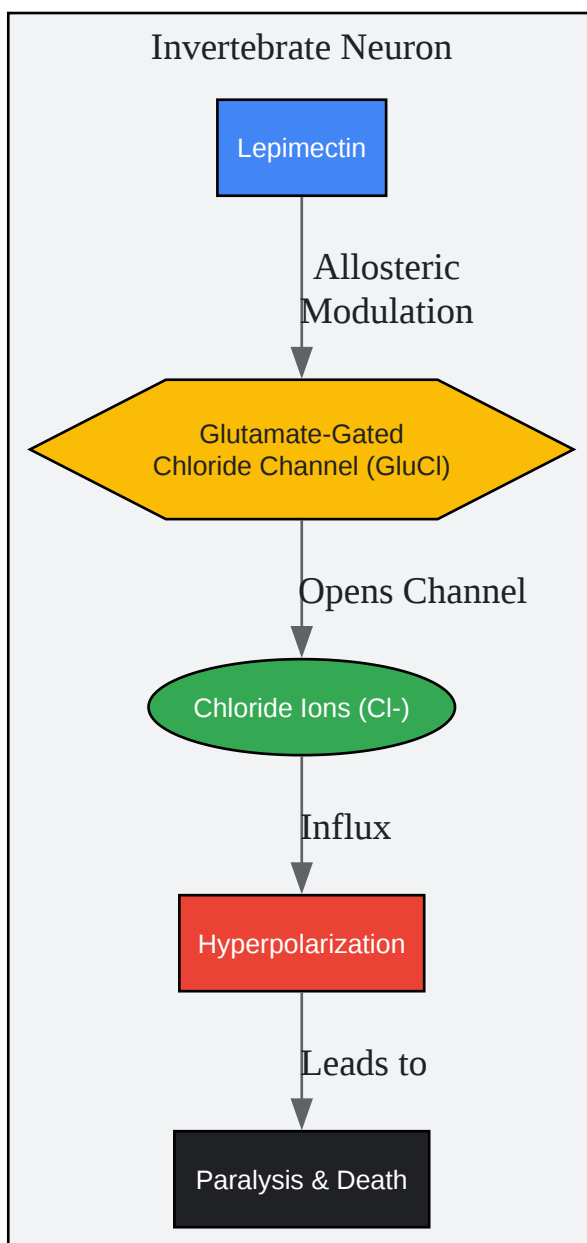 Invertebrate Neuron
Lepimectin
Allosteric
Modulation
Glutamate-Gated
Chloride Channel (GluCl)
Opens Channel
Chloride Ions (Cl-)
Influx
Hyperpolarization
Leads to
Paralysis & Death